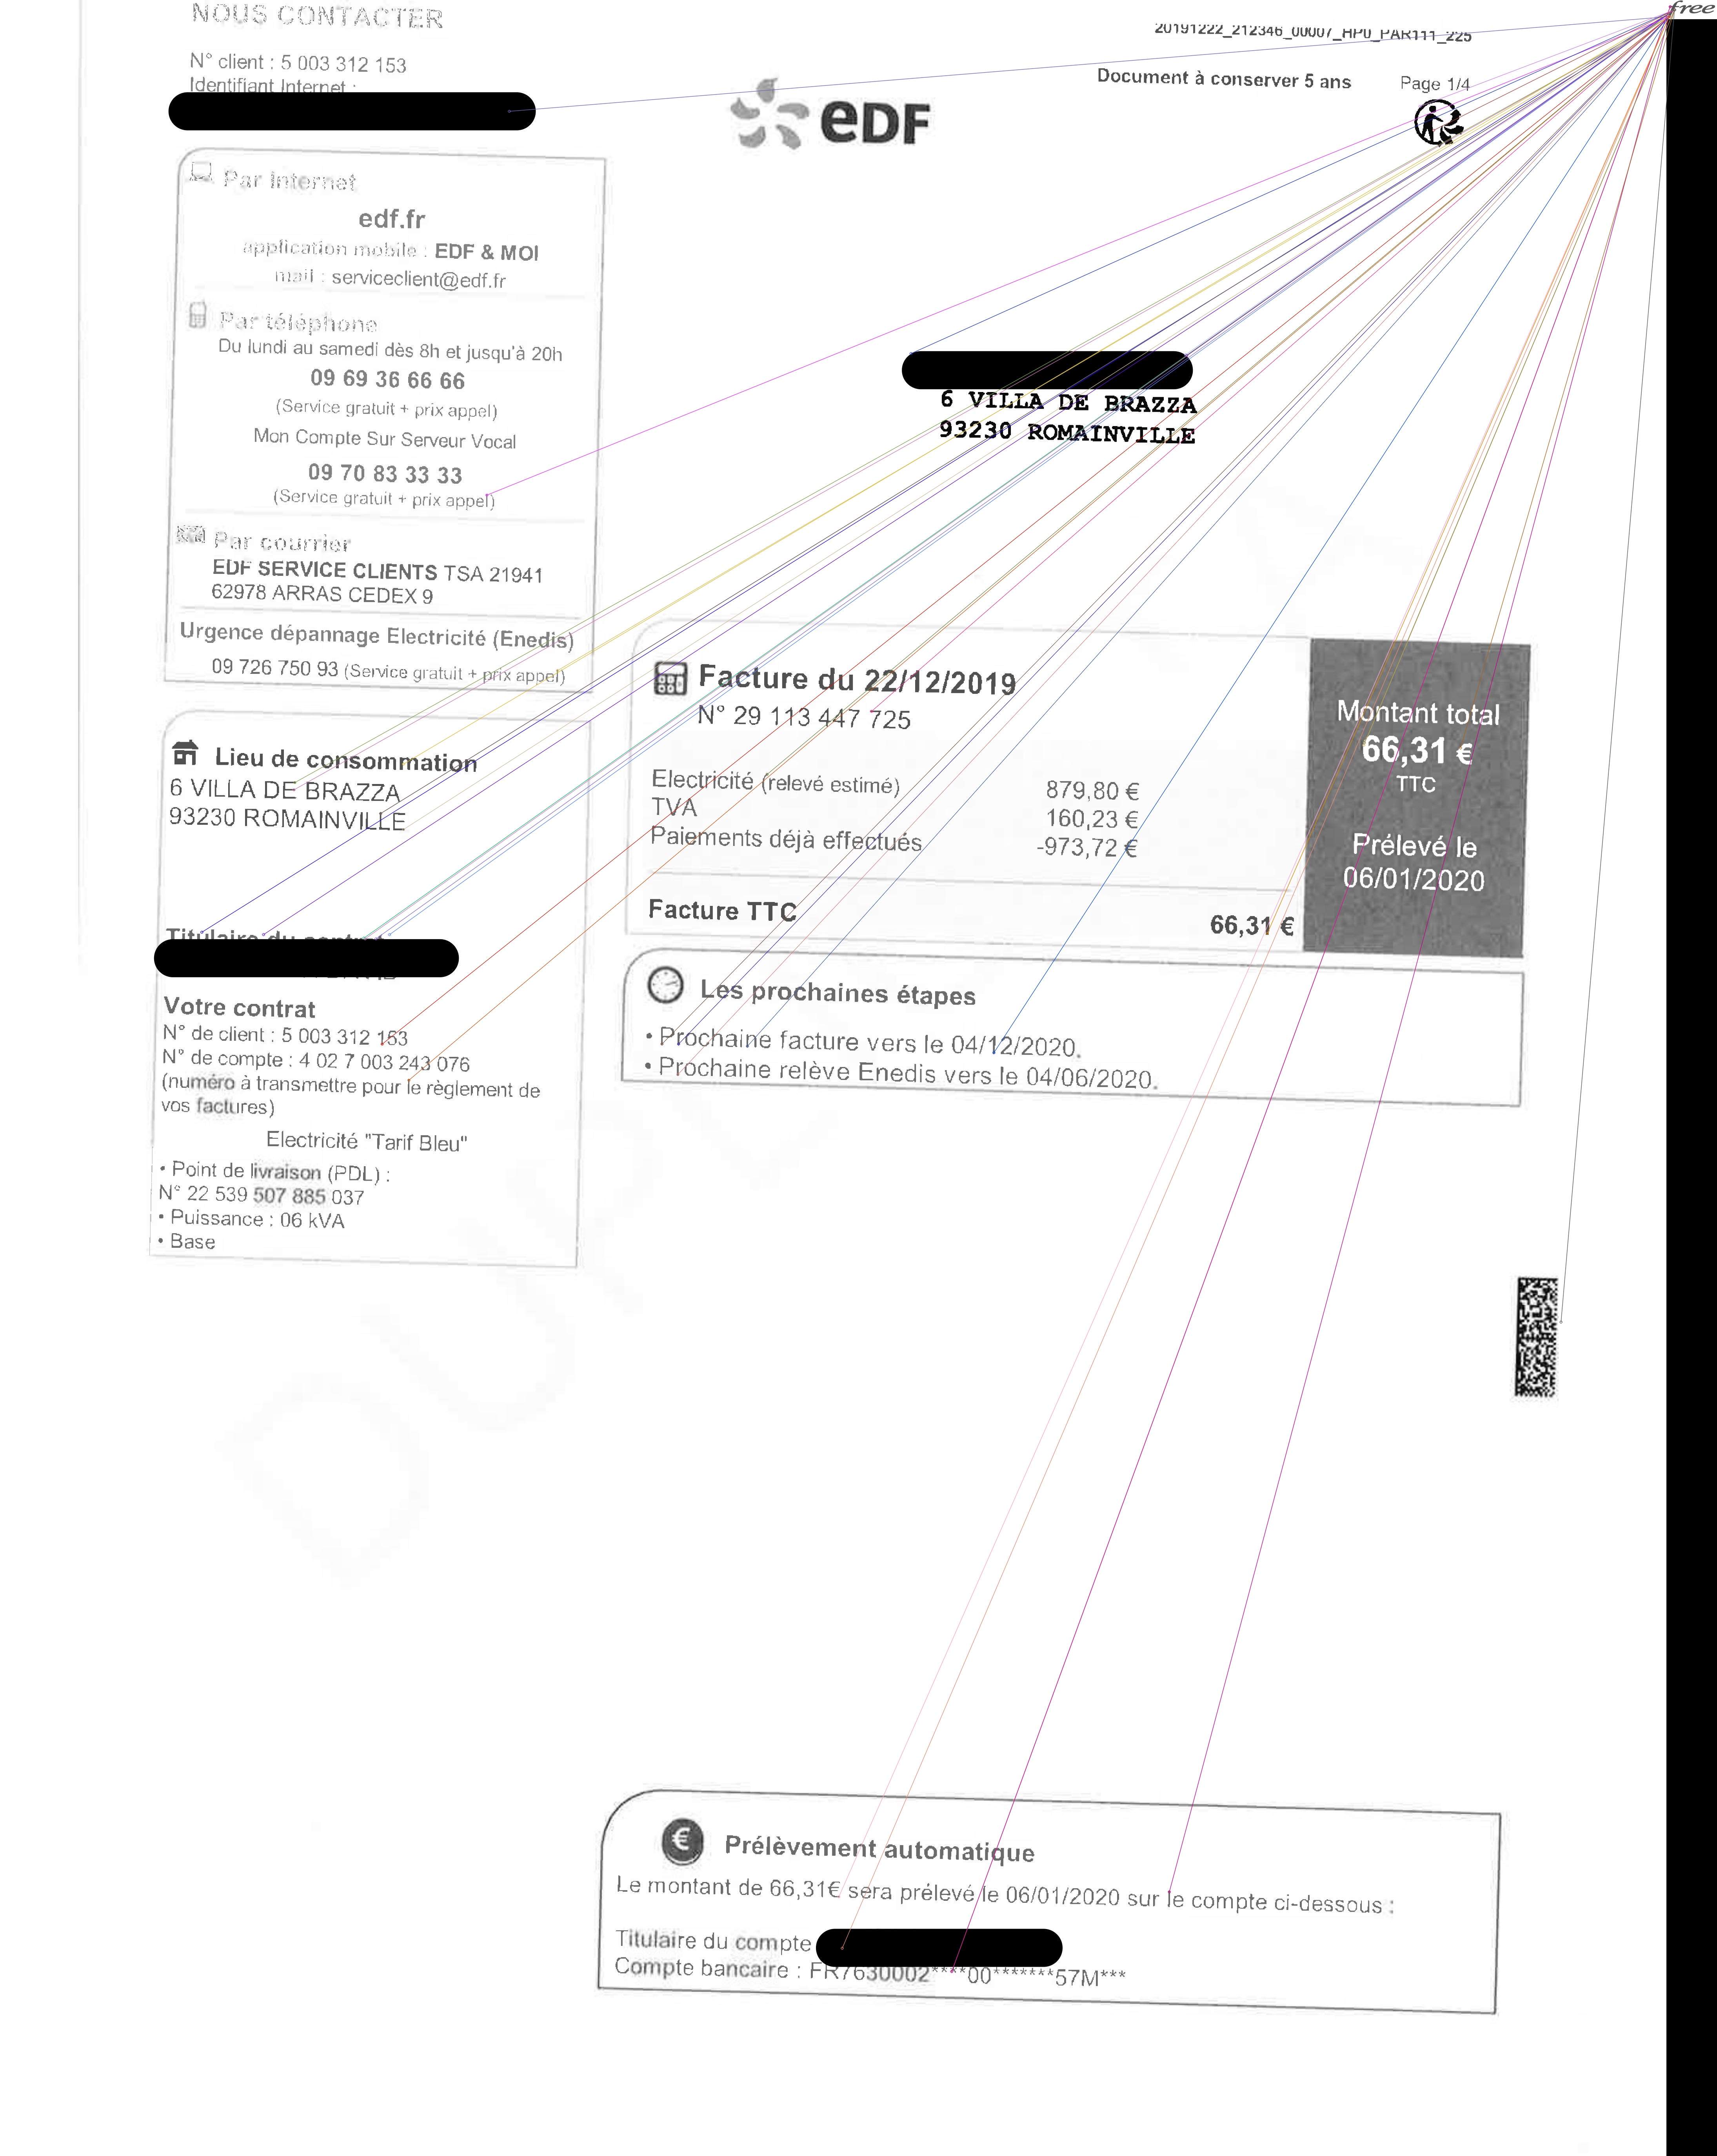 free
NOUS CONTACTER
20191222_212346_00007_HP0_PAR111_225
N° client : 5 003 312 153
Identifiant Internet :
Document à conserver 5 ans
Page 1/4
eDF
Par Internet
edf.fr
application mobile : EDF & MOI
mail : serviceclient@edf.fr
Par téléphone
Du lundi au samedi dès 8h et jusqu'à 20h
09 69 36 66 66
(Service gratuit + prix appel)
Mon Compte Sur Serveur Vocal
09 70 83 33 33
(Service gratuit + prix appel)
Par courrier
EDF SERVICE CLIENTS TSA 21941
62978 ARRAS CEDEX 9
Urgence dépannage Electricité (Enedis)
09 726 750 93 (Service gratuit + prix appel)
6 VILLA DE BRAZZA
93230 ROMAINVILLE
Lieu de consommation
6 VILLA DE BRAZZA
93230 ROMAINVILLE
Titulaire du contrat
Votre contrat
N° de client : 5 003 312 153
N° de compte : 4 02 7 003 243 076
(numéro à transmettre pour le règlement de
vos factures)
Electricité "Tarif Bleu"
• Point de livraison (PDL) :
N° 22 539 507 885 037
• Puissance : 06 kVA
• Base
Facture du 22/12/2019
N° 29 113 447 725
Electricité (relevé estimé) 879,80 €
TVA 160,23 €
Paiements déjà effectués -973,72 €
Facture TTC 66,31 €
Montant total
66,31 €
TTC
Prélevé le
06/01/2020
Les prochaines étapes
• Prochaine facture vers le 04/12/2020.
• Prochaine relève Enedis vers le 04/06/2020.
Prélèvement automatique
Le montant de 66,31€ sera prélevé le 06/01/2020 sur le compte ci-dessous :
Titulaire du compte
Compte bancaire : FR7630002****00*******57M***